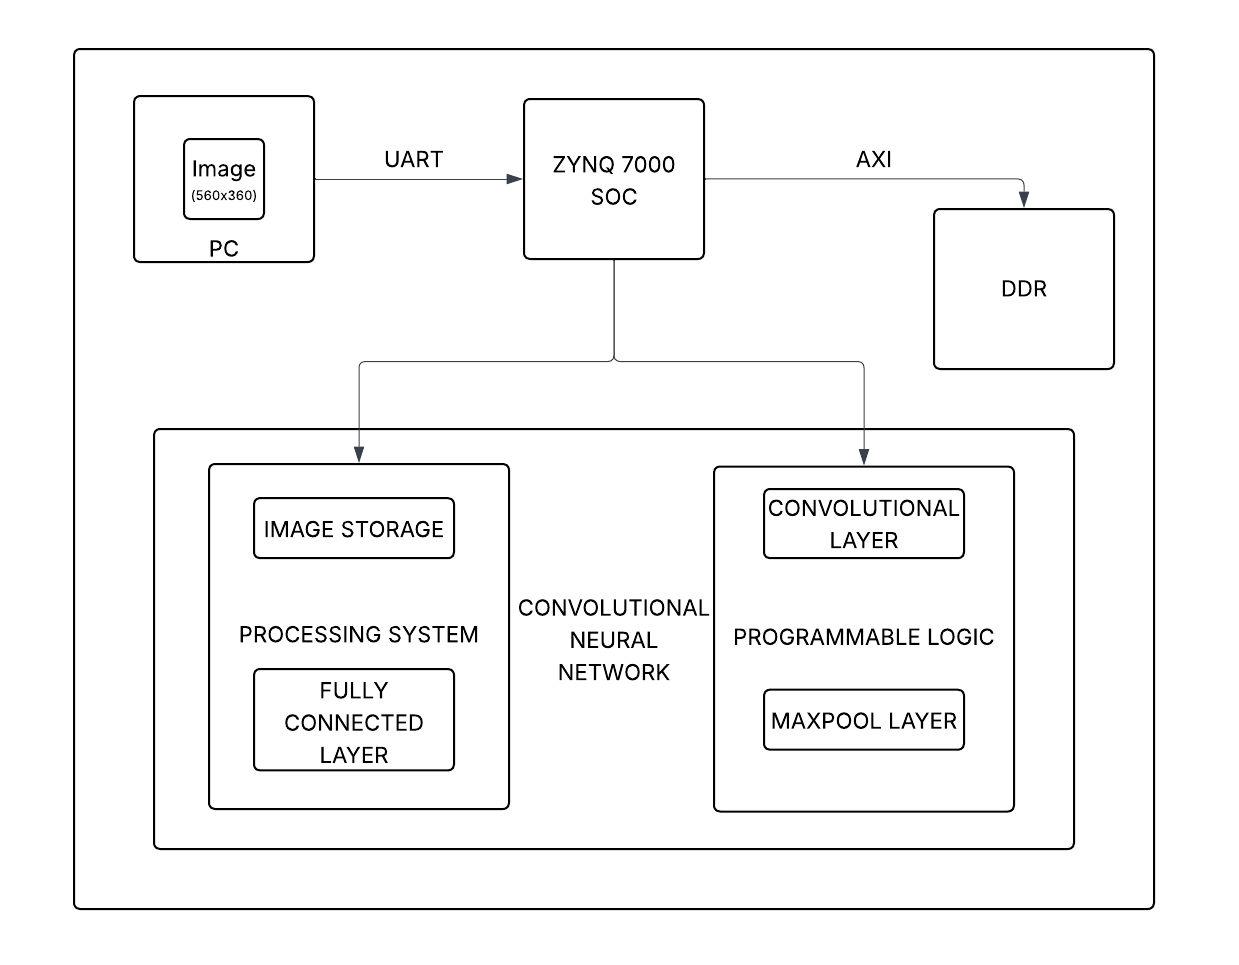 Image
(560x360)
PC
UART
ZYNQ 7000
SOC
AXI
DDR
IMAGE STORAGE
PROCESSING SYSTEM
FULLY
CONNECTED
LAYER
CONVOLUTIONAL
NEURAL
NETWORK
CONVOLUTIONAL
LAYER
PROGRAMMABLE LOGIC
MAXPOOL LAYER